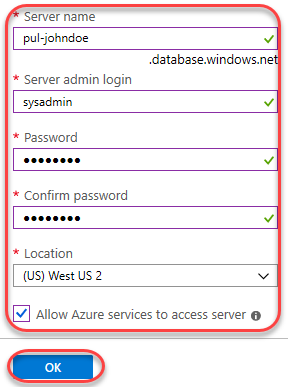 * Server name
pul-johndoe
.database.windows.net
* Server admin login
sysadmin
* Password
••••••••
* Confirm password
••••••••
* Location
(US) West US 2
Allow Azure services to access server
OK